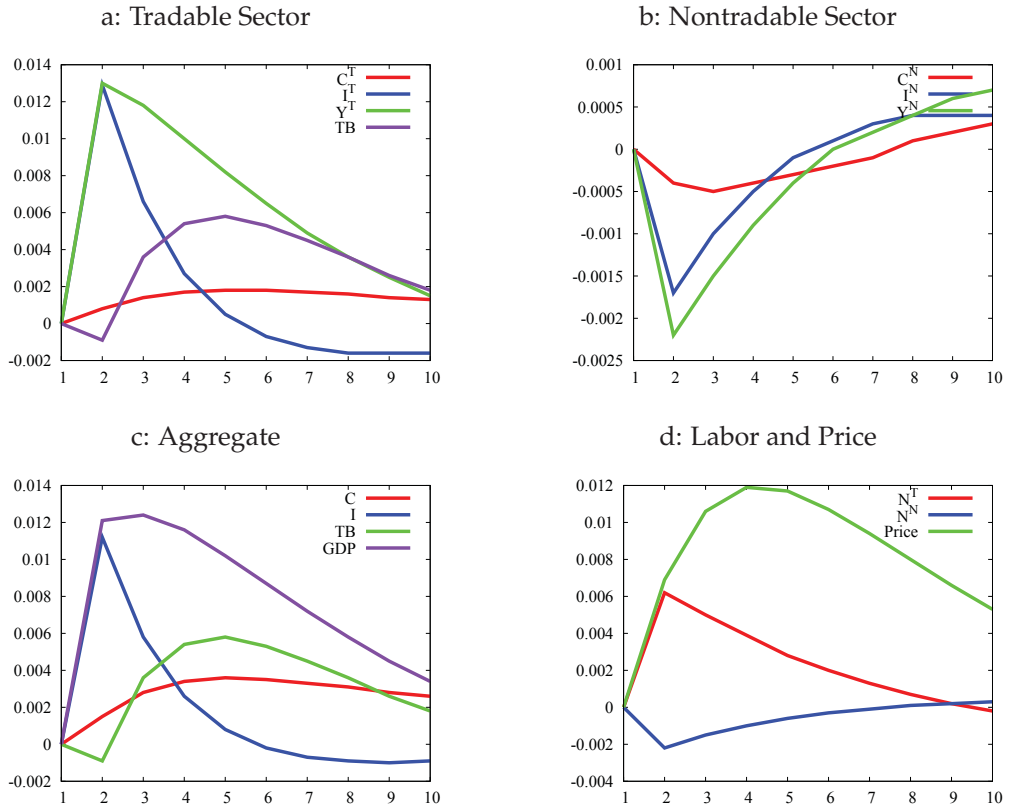 a: Tradable Sector
0.014
0.012
0.01
0.008
0.006
0.004
0.002
0
-0.002
C^T
I^T
Y^T
TB
1 2 3 4 5 6 7 8 9 10
b: Nontradable Sector
0.001
0.0005
0
-0.0005
-0.001
-0.0015
-0.002
-0.0025
C^N
I^N
Y^N
1 2 3 4 5 6 7 8 9 10
c: Aggregate
0.014
0.012
0.01
0.008
0.006
0.004
0.002
0
-0.002
C
I
TB
GDP
1 2 3 4 5 6 7 8 9 10
d: Labor and Price
0.012
0.01
0.008
0.006
0.004
0.002
0
-0.002
-0.004
N^T
N^N
Price
1 2 3 4 5 6 7 8 9 10